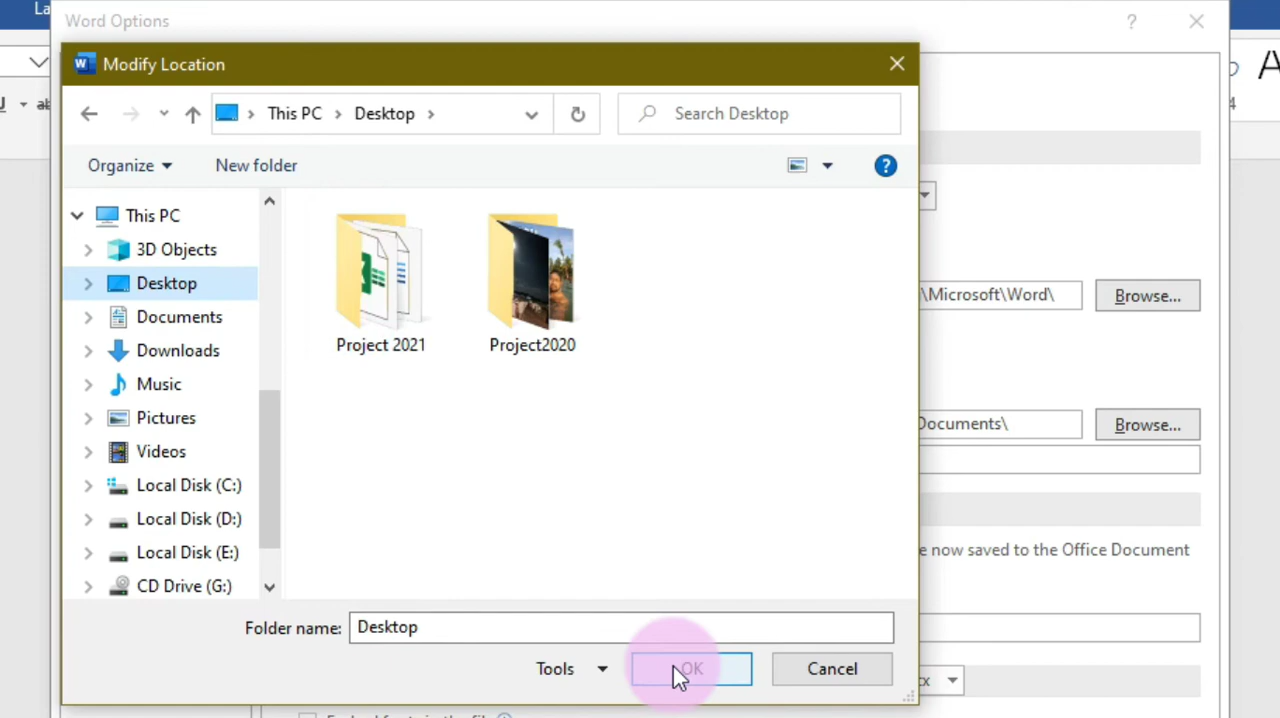 La
Word Options
Modify Location
This PC
Desktop
Search Desktop
Organize
New folder
This PC
3D Objects
Desktop
Documents
Downloads
Music
Pictures
Videos
Local Disk (C:)
Local Disk (D:)
Local Disk (E:)
CD Drive (G:)
Project 2021
Project2020
\Microsoft\Word\
Browse...
Documents\
Browse...
now saved to the Office Document
Folder name:
Desktop
Tools
OK
Cancel